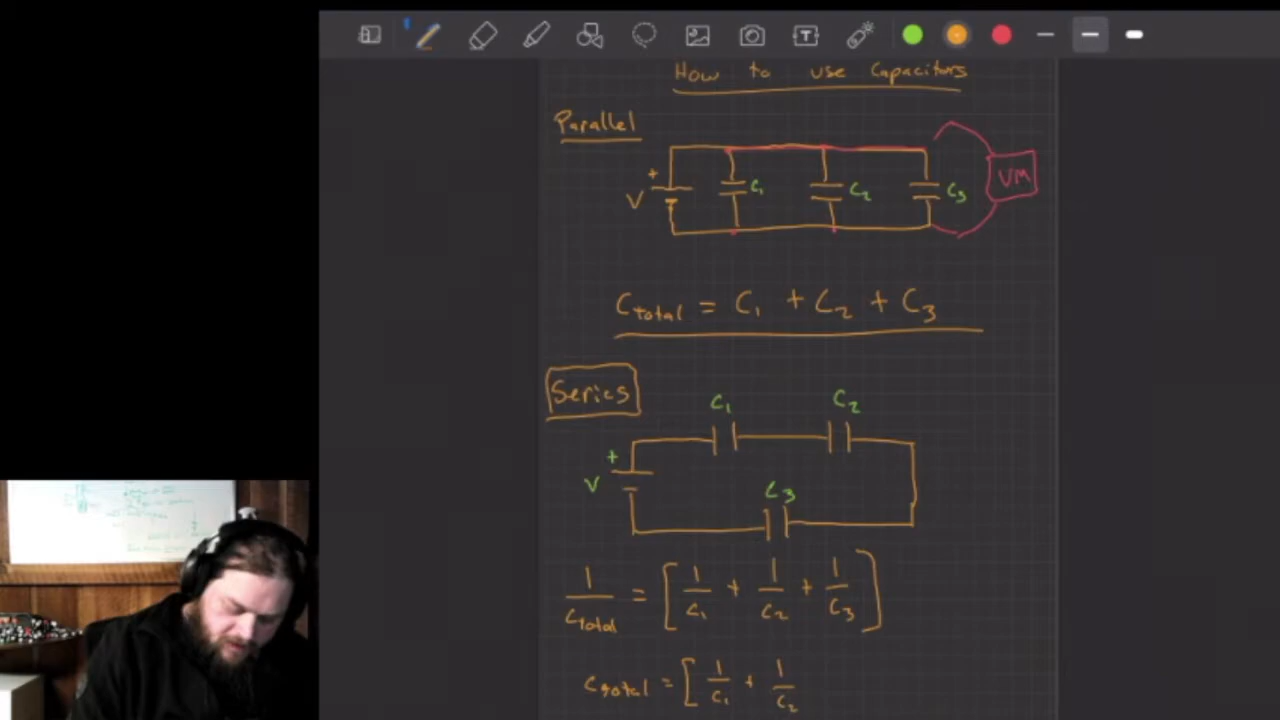 How to use Capacitors
Parallel
+
V C1 C2 C3 VM
Ctotal = C1 + C2 + C3
Series
C1 C2
+
V
C3
1/Ctotal = [1/C1 + 1/C2 + 1/C3]
Ctotal = [1/C1 + 1/C2